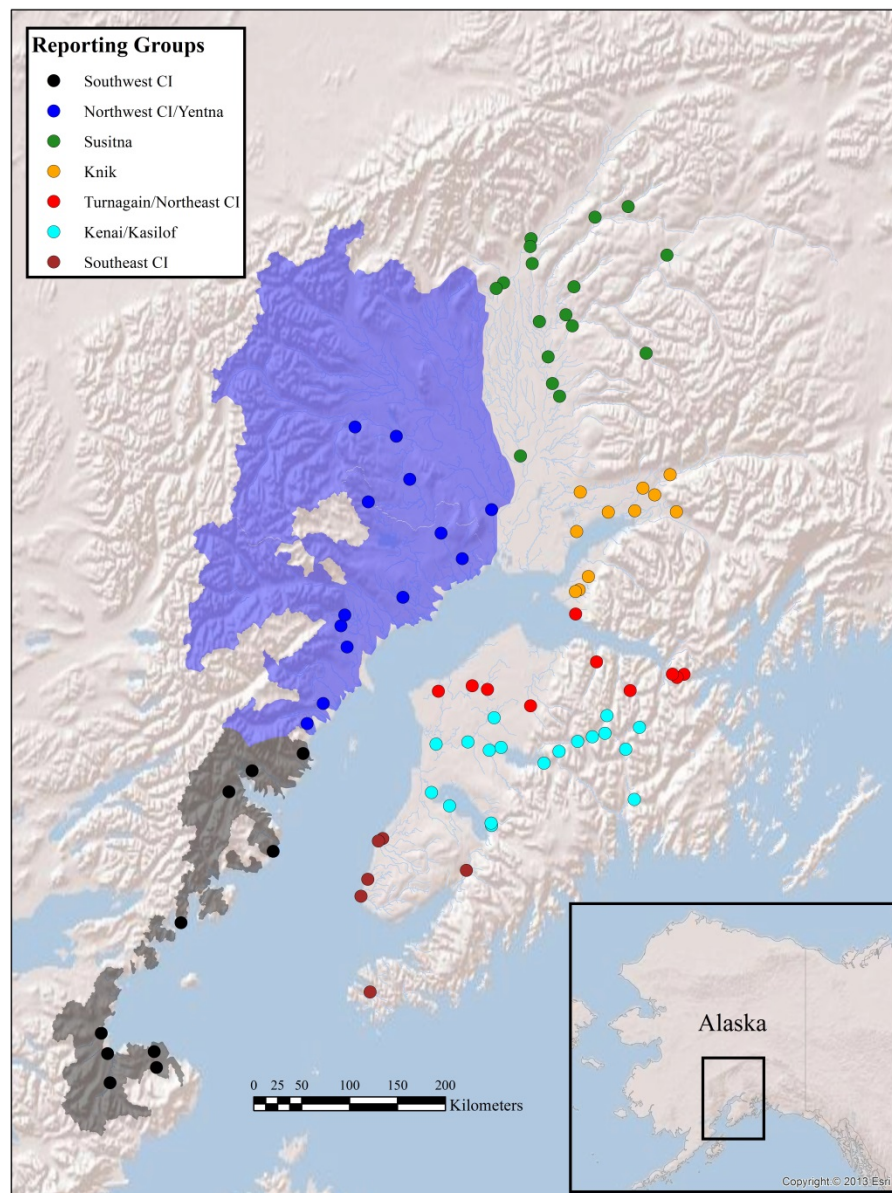 Reporting Groups
Southwest CI
Northwest CI/Yentna
Susitna
Knik
Turnagain/Northeast CI
Kenai/Kasilof
Southeast CI
Alaska
0 25 50 100 150 200
Kilometers
Copyright:© 2013 Esri